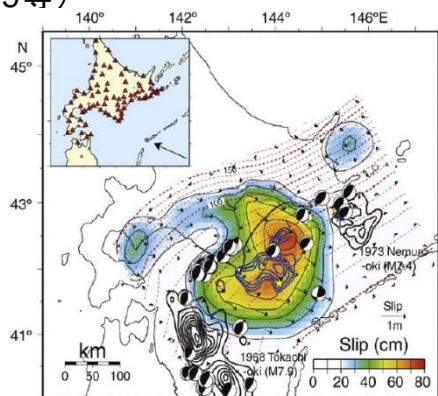 140°E
142°E
144°E
146°E
N
45°
43°
41°
150
100
1973 Nemuro
-oki (M7.4)
Slip
1m
1968 Tokachi
-oki (M7.9)
km
0 50 100
Slip (cm)
0 20 40 60 80